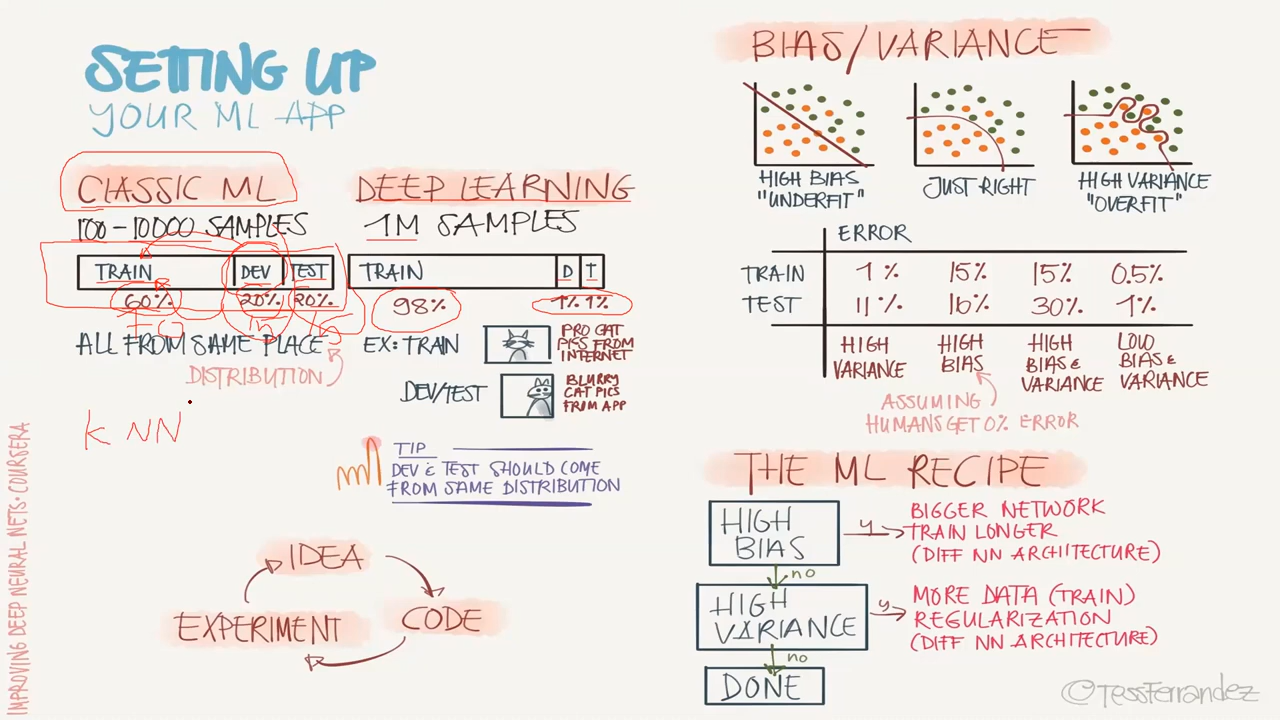 SETTING UP
YOUR ML APP
CLASSIC ML
100-10000 SAMPLES
TRAIN
DEV
TEST
60%
20%
20%
70
15
15
ALL FROM SAME PLACE
DISTRIBUTION
K NN
DEEP LEARNING
1M SAMPLES
TRAIN
D
T
98%
1%
1%
EX: TRAIN
PRO CAT
PICS FROM
INTERNET
DEV/TEST
BLURRY
CAT PICS
FROM APP
TIP
DEV & TEST SHOULD COME
FROM SAME DISTRIBUTION
IDEA
CODE
EXPERIMENT
IMPROVING DEEP NEURAL NETS · COURSERA
BIAS/VARIANCE
HIGH BIAS
"UNDERFIT"
JUST RIGHT
HIGH VARIANCE
"OVERFIT"
ERROR
TRAIN 1% 15% 15% 0.5%
TEST 11% 16% 30% 1%
HIGH
VARIANCE
HIGH
BIAS
HIGH
BIAS &
VARIANCE
LOW
BIAS &
VARIANCE
ASSUMING
HUMANS GET 0% ERROR
THE ML RECIPE
HIGH
BIAS
y
BIGGER NETWORK
TRAIN LONGER
(DIFF NN ARCHITECTURE)
no
HIGH
VARIANCE
y
MORE DATA (TRAIN)
REGULARIZATION
(DIFF NN ARCHITECTURE)
no
DONE
©TessFerrandez